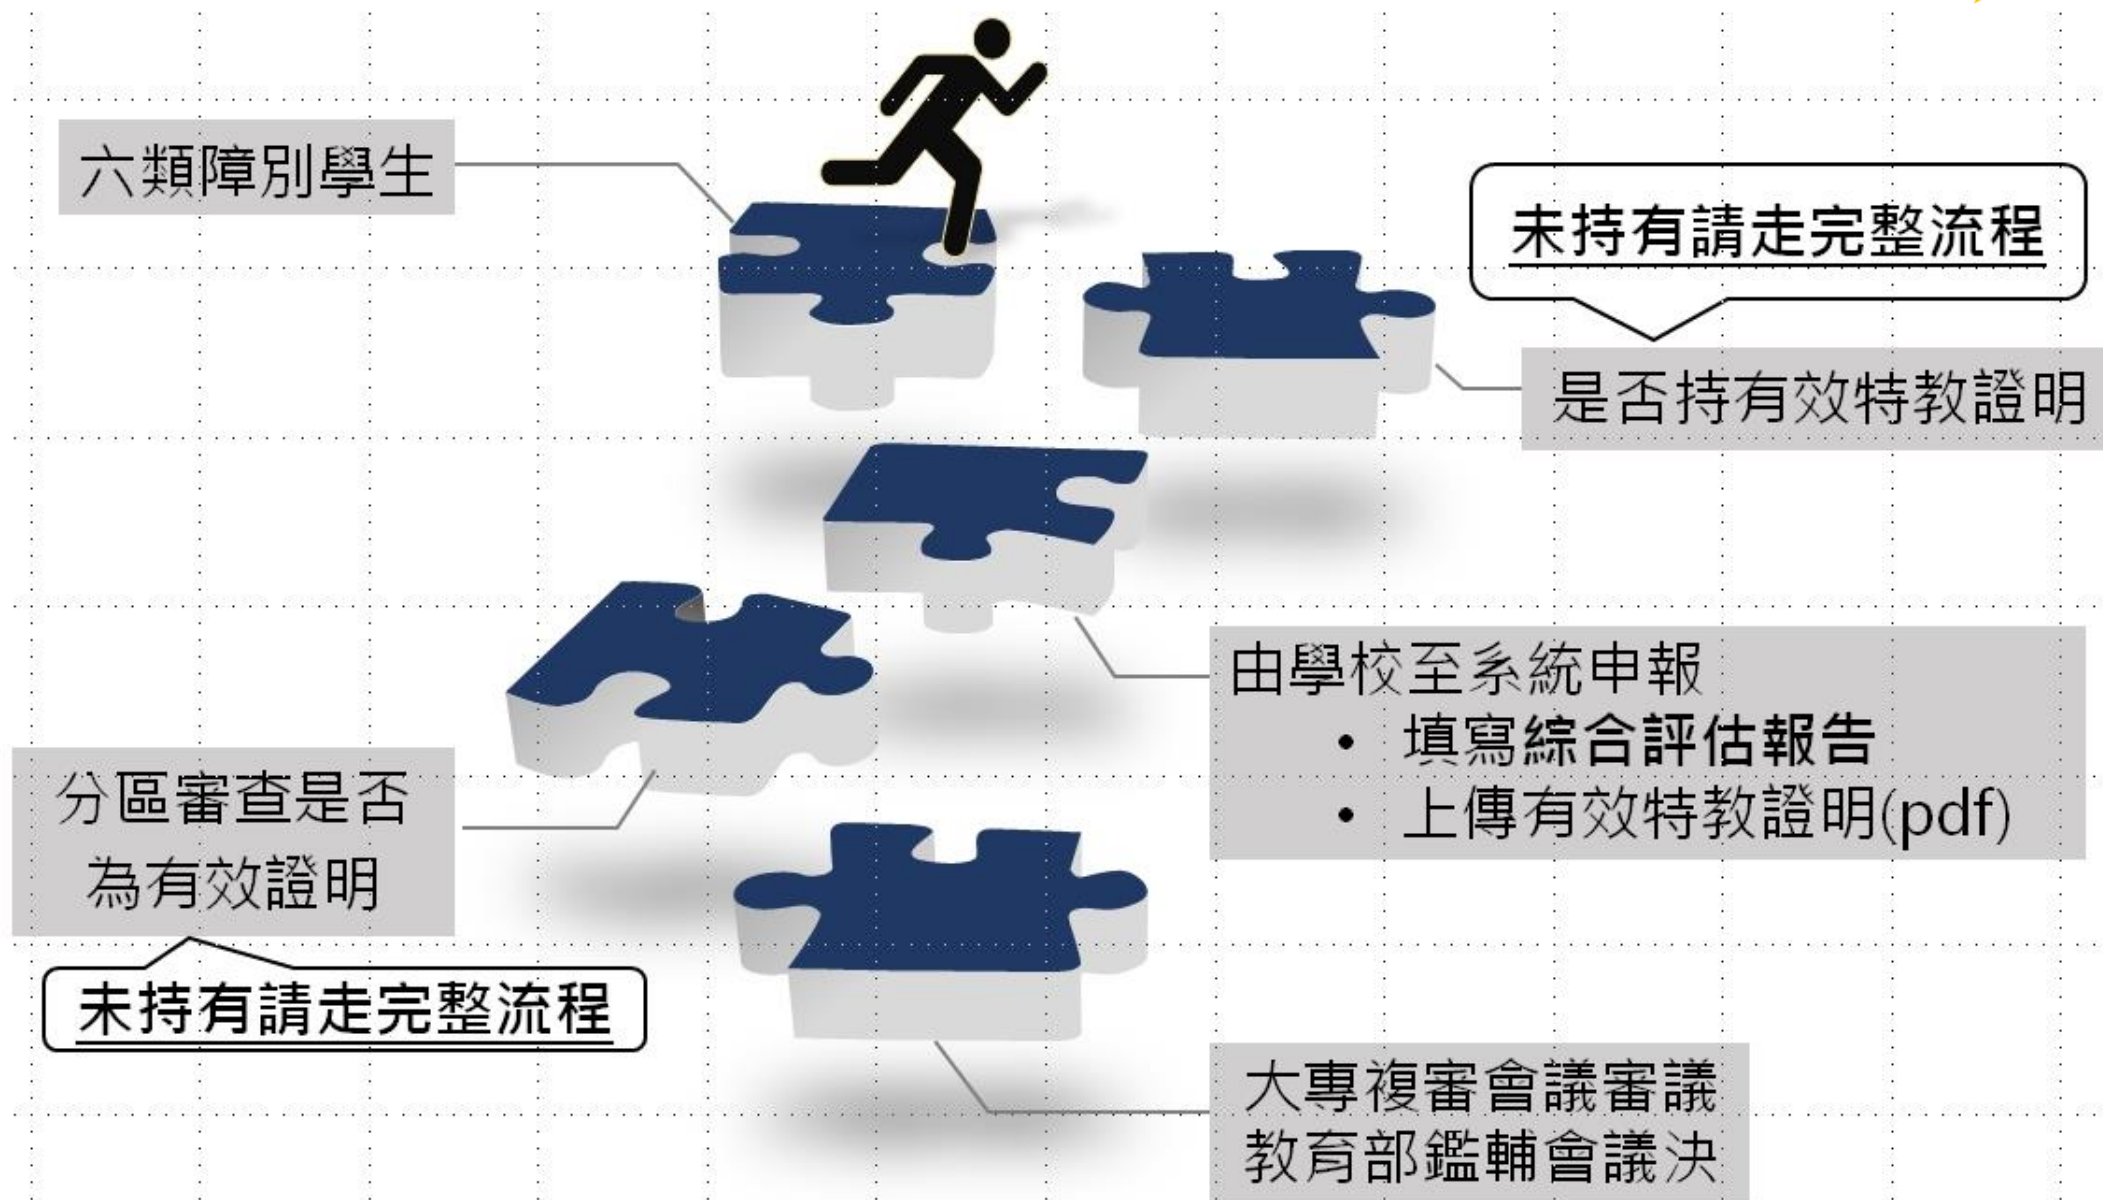 六類障別學生
未持有請走完整流程
是否持有效特教證明
由學校至系統申報
• 填寫綜合評估報告
• 上傳有效特教證明(pdf)
分區審查是否
為有效證明
未持有請走完整流程
大專複審會議審議
教育部鑑輔會議決